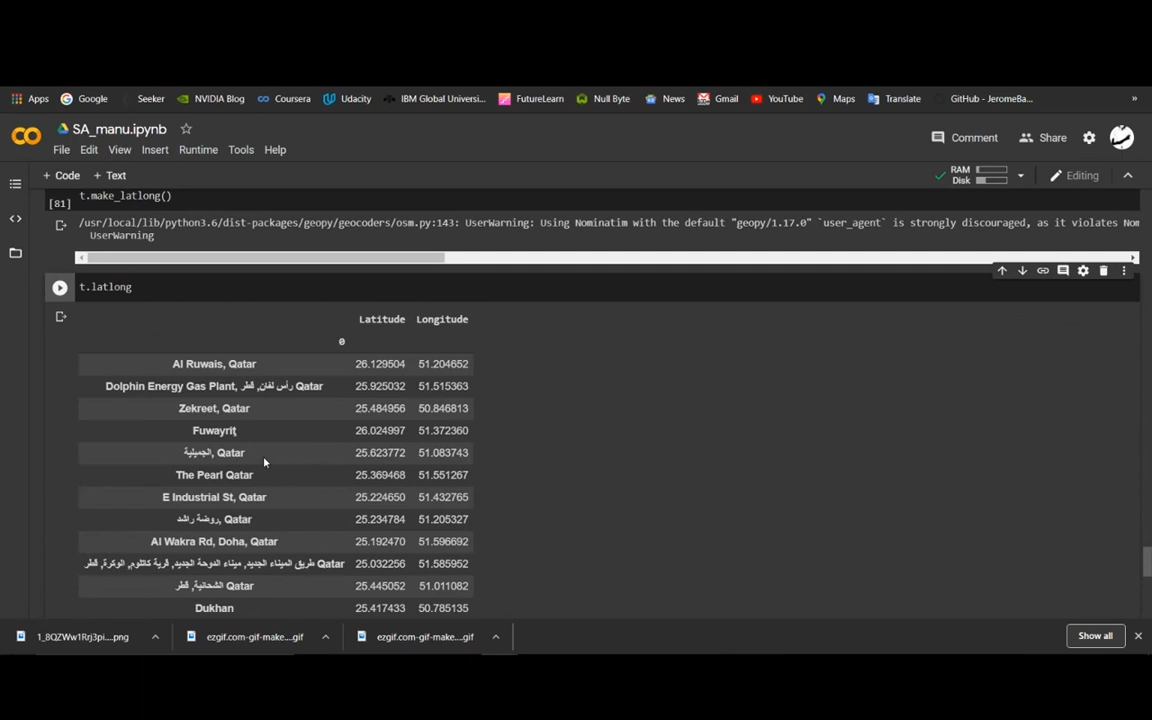 Apps Google Seeker NVIDIA Blog Coursera Udacity IBM Global Universi... FutureLearn Null Byte News Gmail YouTube Maps Translate GitHub - JeromeBa... »
SA_manu.ipynb
Comment Share
File Edit View Insert Runtime Tools Help
+ Code + Text
RAM
Disk
Editing
t.make_latlong()
[81]
/usr/local/lib/python3.6/dist-packages/geopy/geocoders/osm.py:143: UserWarning: Using Nominatim with the default "geopy/1.17.0" `user_agent` is strongly discouraged, as it violates Nom
UserWarning
t.latlong
Latitude Longitude
0
Al Ruwais, Qatar 26.129504 51.204652
Dolphin Energy Gas Plant, رأس لفان, قطر Qatar 25.925032 51.515363
Zekreet, Qatar 25.484956 50.846813
Fuwayriţ 26.024997 51.372360
الجميلية, Qatar 25.623772 51.083743
The Pearl Qatar 25.369468 51.551267
E Industrial St, Qatar 25.224650 51.432765
روضة راشد, Qatar 25.234784 51.205327
Al Wakra Rd, Doha, Qatar 25.192470 51.596692
طريق الميناء الجديد, ميناء الدوحة الجديد, قرية كاتلوم, الوكرة, قطر Qatar 25.032256 51.585952
الشحانية, قطر Qatar 25.445052 51.011082
Dukhan 25.417433 50.785135
1_8QZWw1Rrj3pi....png ezgif.com-gif-make....gif ezgif.com-gif-make....gif Show all